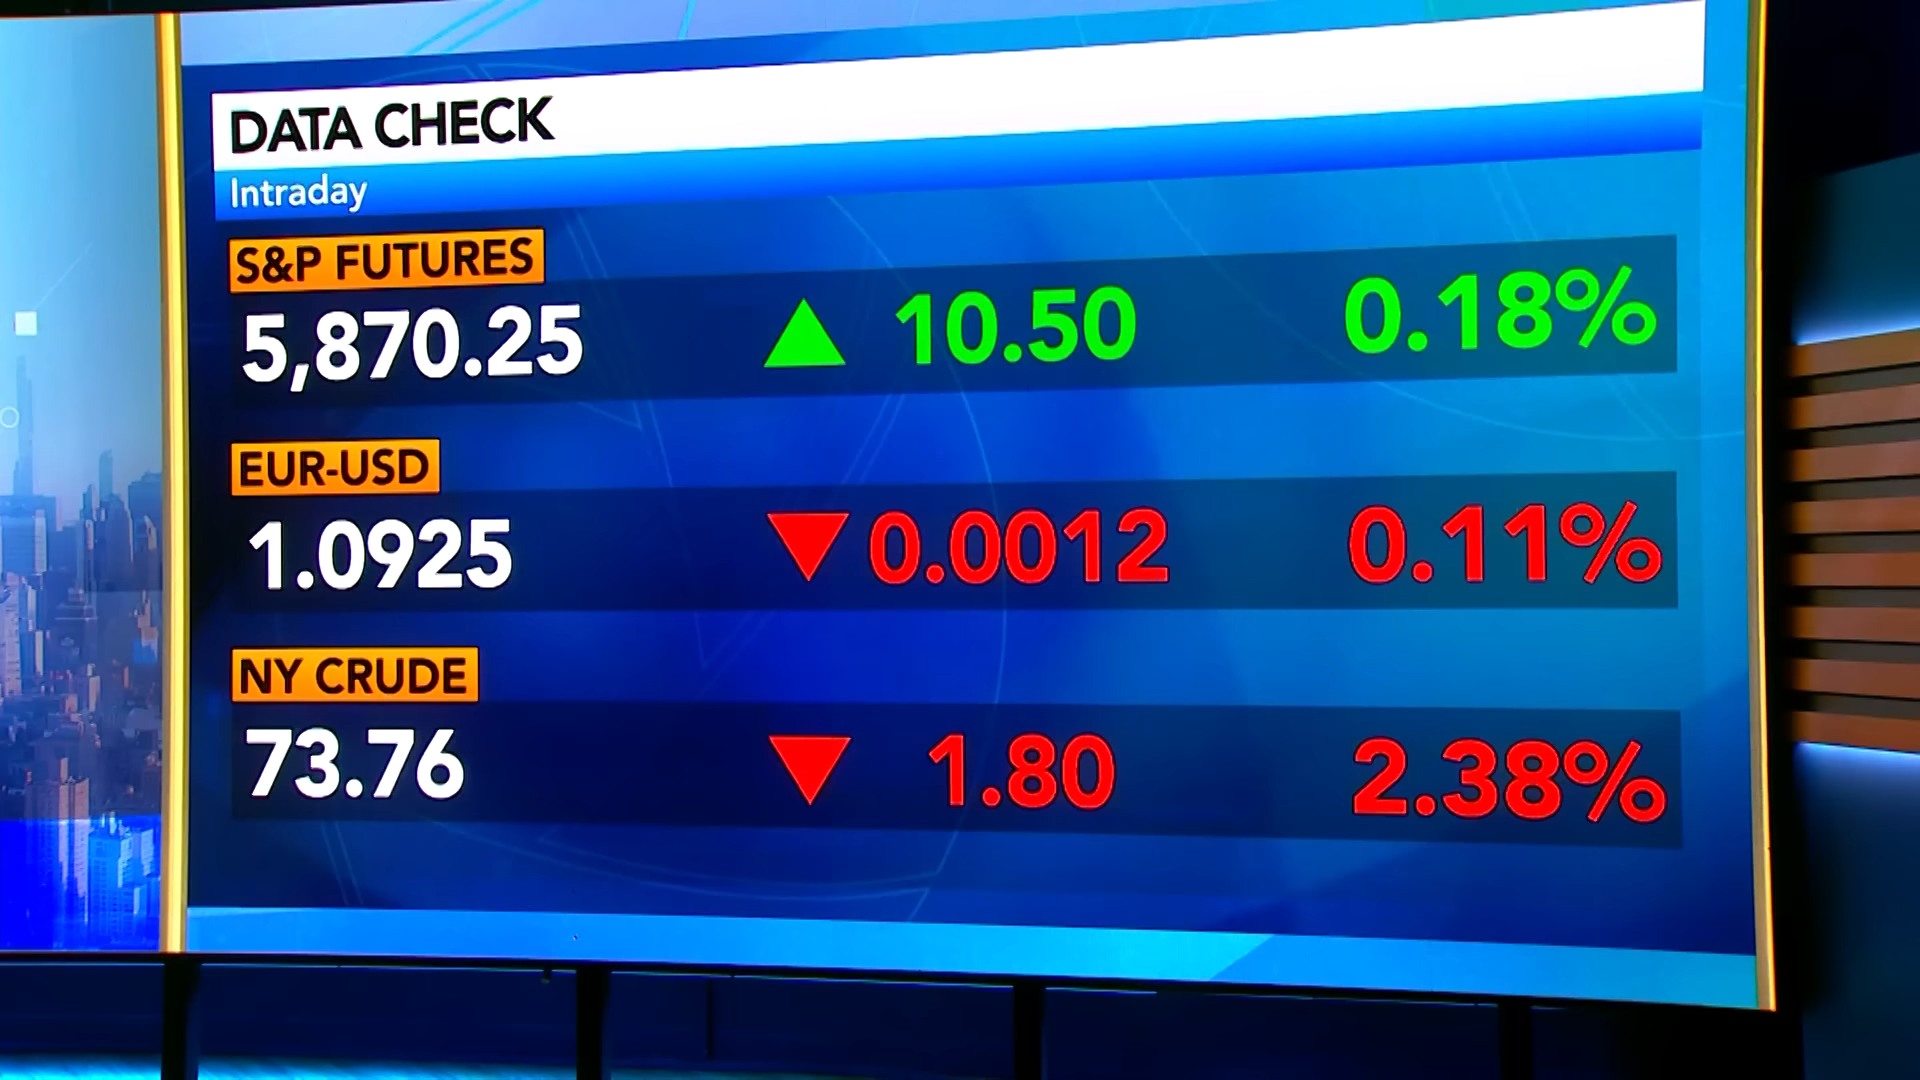 DATA CHECK
Intraday
S&P FUTURES
5,870.25 ▲ 10.50 0.18%
EUR-USD
1.0925 ▼ 0.0012 0.11%
NY CRUDE
73.76 ▼ 1.80 2.38%